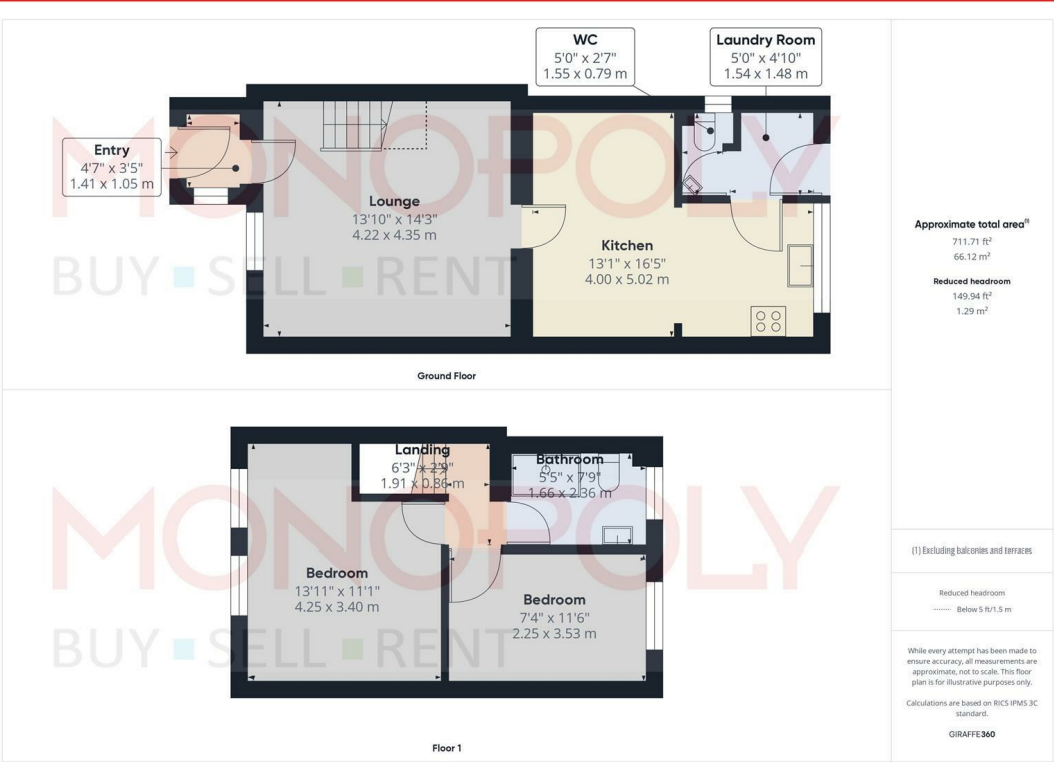 WC
5'0" x 2'7"
1.55 x 0.79 m
Laundry Room
5'0" x 4'10"
1.54 x 1.48 m
Entry
4'7" x 3'5"
1.41 x 1.05 m
MONOPOLY
BUY SELL RENT
Lounge
13'10" x 14'3"
4.22 x 4.35 m
Kitchen
13'1" x 16'5"
4.00 x 5.02 m
Ground Floor
Landing
6'3" x 2'9"
1.91 x 0.86 m
Bathroom
5'5" x 7'9"
1.66 x 2.36 m
MONOPOLY
BUY SELL RENT
Bedroom
13'11" x 11'1"
4.25 x 3.40 m
Bedroom
7'4" x 11'6"
2.25 x 3.53 m
Floor 1
Approximate total area(1)
711.71 ft²
66.12 m²
Reduced headroom
149.94 ft²
1.29 m²
(1) Excluding balconies and terraces
Reduced headroom
Below 5 ft/1.5 m
While every attempt has been made to
ensure accuracy, all measurements are
approximate, not to scale. This floor
plan is for illustrative purposes only.
Calculations are based on RICS IPMS 3C
standard.
GIRAFFE360